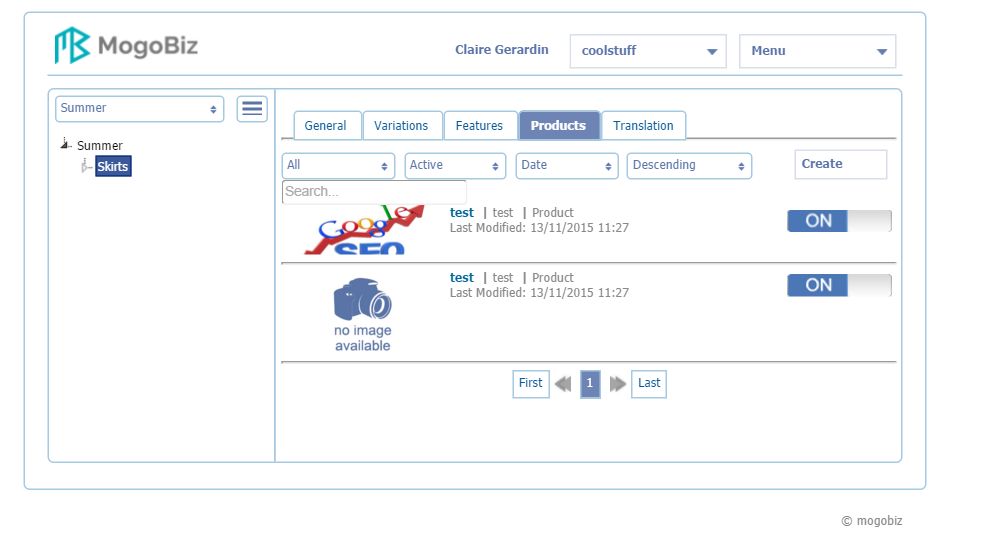 MogoBiz
Claire Gerardin coolstuff Menu
Summer
Summer
Skirts
General Variations Features Products Translation
All Active Date Descending Create
Search...
Google
SEO
test | test | Product
Last Modified: 13/11/2015 11:27
ON
test | test | Product
Last Modified: 13/11/2015 11:27
ON
no image
available
First 1 Last
© mogobiz